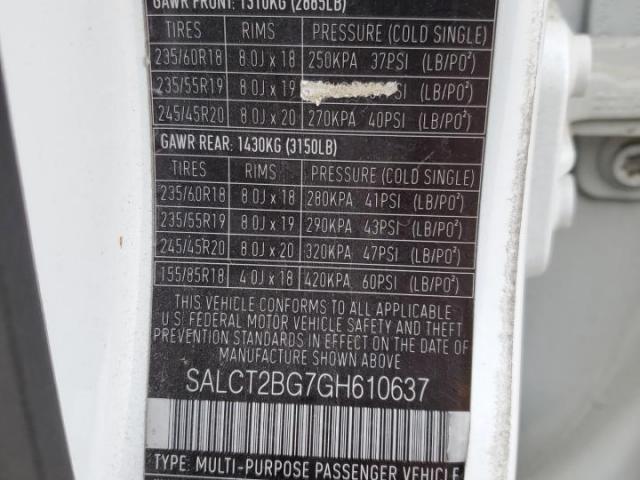 GAWR FRONT: 1310KG (2885LB)
TIRES RIMS PRESSURE (COLD SINGLE)
235/60R18 8.0J x 18 250KPA 37PSI (LB/PO²)
235/55R19 8.0J x 19 PSI (LB/PO²)
245/45R20 8.0J x 20 270KPA 40PSI (LB/PO²)
GAWR REAR: 1430KG (3150LB)
TIRES RIMS PRESSURE (COLD SINGLE)
235/60R18 8.0J x 18 280KPA 41PSI (LB/PO²)
235/55R19 8.0J x 19 290KPA 43PSI (LB/PO²)
245/45R20 8.0J x 20 320KPA 47PSI (LB/PO²)
155/85R18 4.0J x 18 420KPA 60PSI (LB/PO²)
THIS VEHICLE CONFORMS TO ALL APPLICABLE
U.S. FEDERAL MOTOR VEHICLE SAFETY AND THEFT
PREVENTION STANDARDS IN EFFECT ON THE DATE
OF MANUFACTURE SHOWN ABOVE.
SALCT2BG7GH610637
TYPE: MULTI-PURPOSE PASSENGER VEHICLE